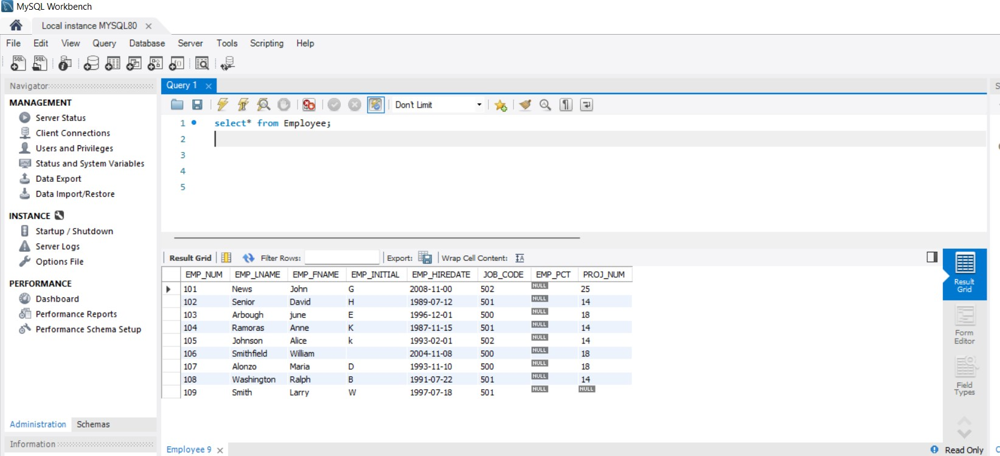 MySQL Workbench
Local instance MYSQL80
File Edit View Query Database Server Tools Scripting Help
Navigator
MANAGEMENT
Server Status
Client Connections
Users and Privileges
Status and System Variables
Data Export
Data Import/Restore
INSTANCE
Startup / Shutdown
Server Logs
Options File
PERFORMANCE
Dashboard
Performance Reports
Performance Schema Setup
Administration Schemas
Information
Query 1
Don't Limit
1 select* from Employee;
2
3
4
5
Result Grid Filter Rows: Export: Wrap Cell Content:
EMP_NUM EMP_LNAME EMP_FNAME EMP_INITIAL EMP_HIREDATE JOB_CODE EMP_PCT PROJ_NUM
101 News John G 2008-11-00 502 NULL 25
102 Senior David H 1989-07-12 501 NULL 14
103 Arbough june E 1996-12-01 500 NULL 18
104 Ramoras Anne K 1987-11-15 501 NULL 14
105 Johnson Alice k 1993-02-01 502 NULL 14
106 Smithfield William 2004-11-08 500 NULL 18
107 Alonzo Maria D 1993-11-10 500 NULL 18
108 Washington Ralph B 1991-07-22 501 NULL 14
109 Smith Larry W 1997-07-18 501 NULL NULL
Result
Grid
Form
Editor
Field
Types
Employee 9
Read Only